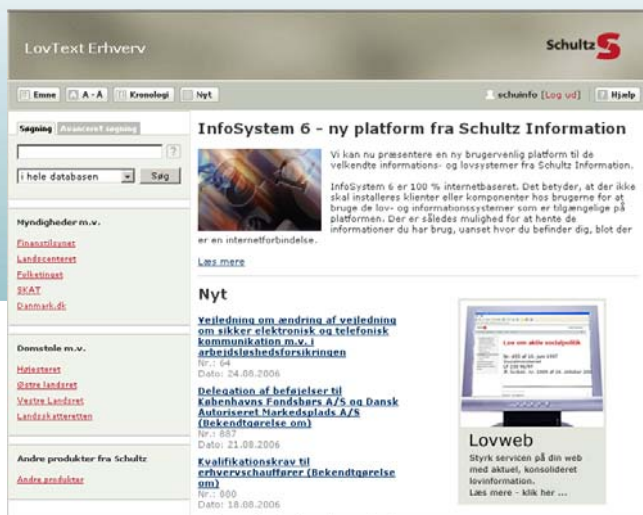 LovText Erhverv
Schultz
Emne
A - Å
Kronologi
Nyt
schuinfo [Log ud]
Hjælp
Søgning
Avanceret søgning
?
i hele databasen
Søg
Myndigheder m.v.
Finanstilsynet
Landscenteret
Folketinget
SKAT
Danmark.dk
Domstole m.v.
Højesteret
Østre landsret
Vestre Landsret
Landsskatteretten
Andre produkter fra Schultz
Andre produkter
InfoSystem 6 - ny platform fra Schultz Information
Vi kan nu præsentere en ny brugervenlig platform til de
velkendte informations- og lovsystemer fra Schultz Information.
InfoSystem 6 er 100 % internetbaseret. Det betyder, at der ikke
skal installeres klienter eller komponenter hos brugerne for at
bruge de lov- og informationssystemer som er tilgængelige på
platformen. Der er således mulighed for at hente de
informationer du har brug, uanset hvor du befinder dig, blot der
er en internetforbindelse.
Læs mere
Nyt
Vejledning om ændring af vejledning
om sikker elektronisk og telefonisk
kommunikation m.v. i
arbejdsløshedsforsikringen
Nr.: 64
Dato: 24.08.2006
Delegation af beføjelser til
Københavns Fondsbørs A/S og Dansk
Autoriseret Markedsplads A/S
(Bekendtgørelse om)
Nr.: 887
Dato: 21.08.2006
Kvalifikationskrav til
erhvervschauffører (Bekendtgørelse
om)
Nr.: 880
Dato: 18.08.2006
Lov om aktiv socialpolitik
Lovweb
Styrk servicen på din web
med aktuel, konsolideret
lovinformation.
Læs mere - klik her ...